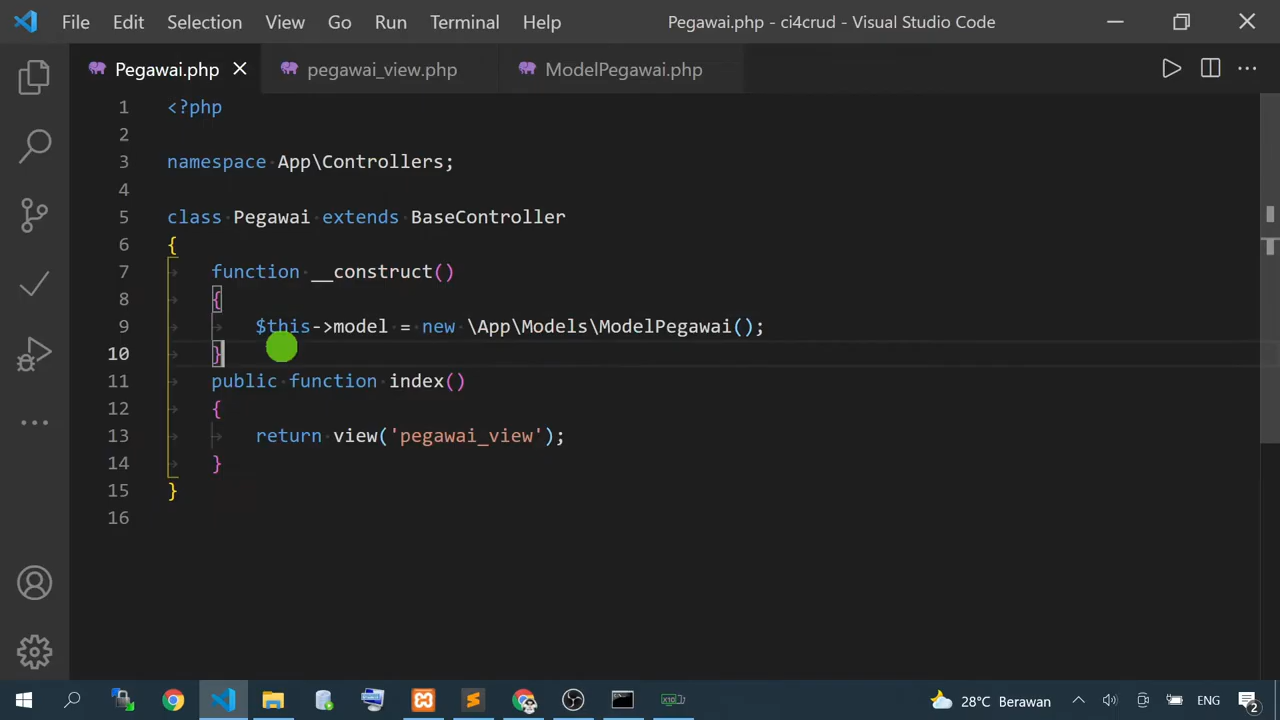 File Edit Selection View Go Run Terminal Help Pegawai.php - ci4crud - Visual Studio Code
Pegawai.php pegawai_view.php ModelPegawai.php
1 <?php
2
3 namespace App\Controllers;
4
5 class Pegawai extends BaseController
6 {
7 function __construct()
8 {
9 $this->model = new \App\Models\ModelPegawai();
10 }
11 public function index()
12 {
13 return view('pegawai_view');
14 }
15 }
16
28°C Berawan ENG 2